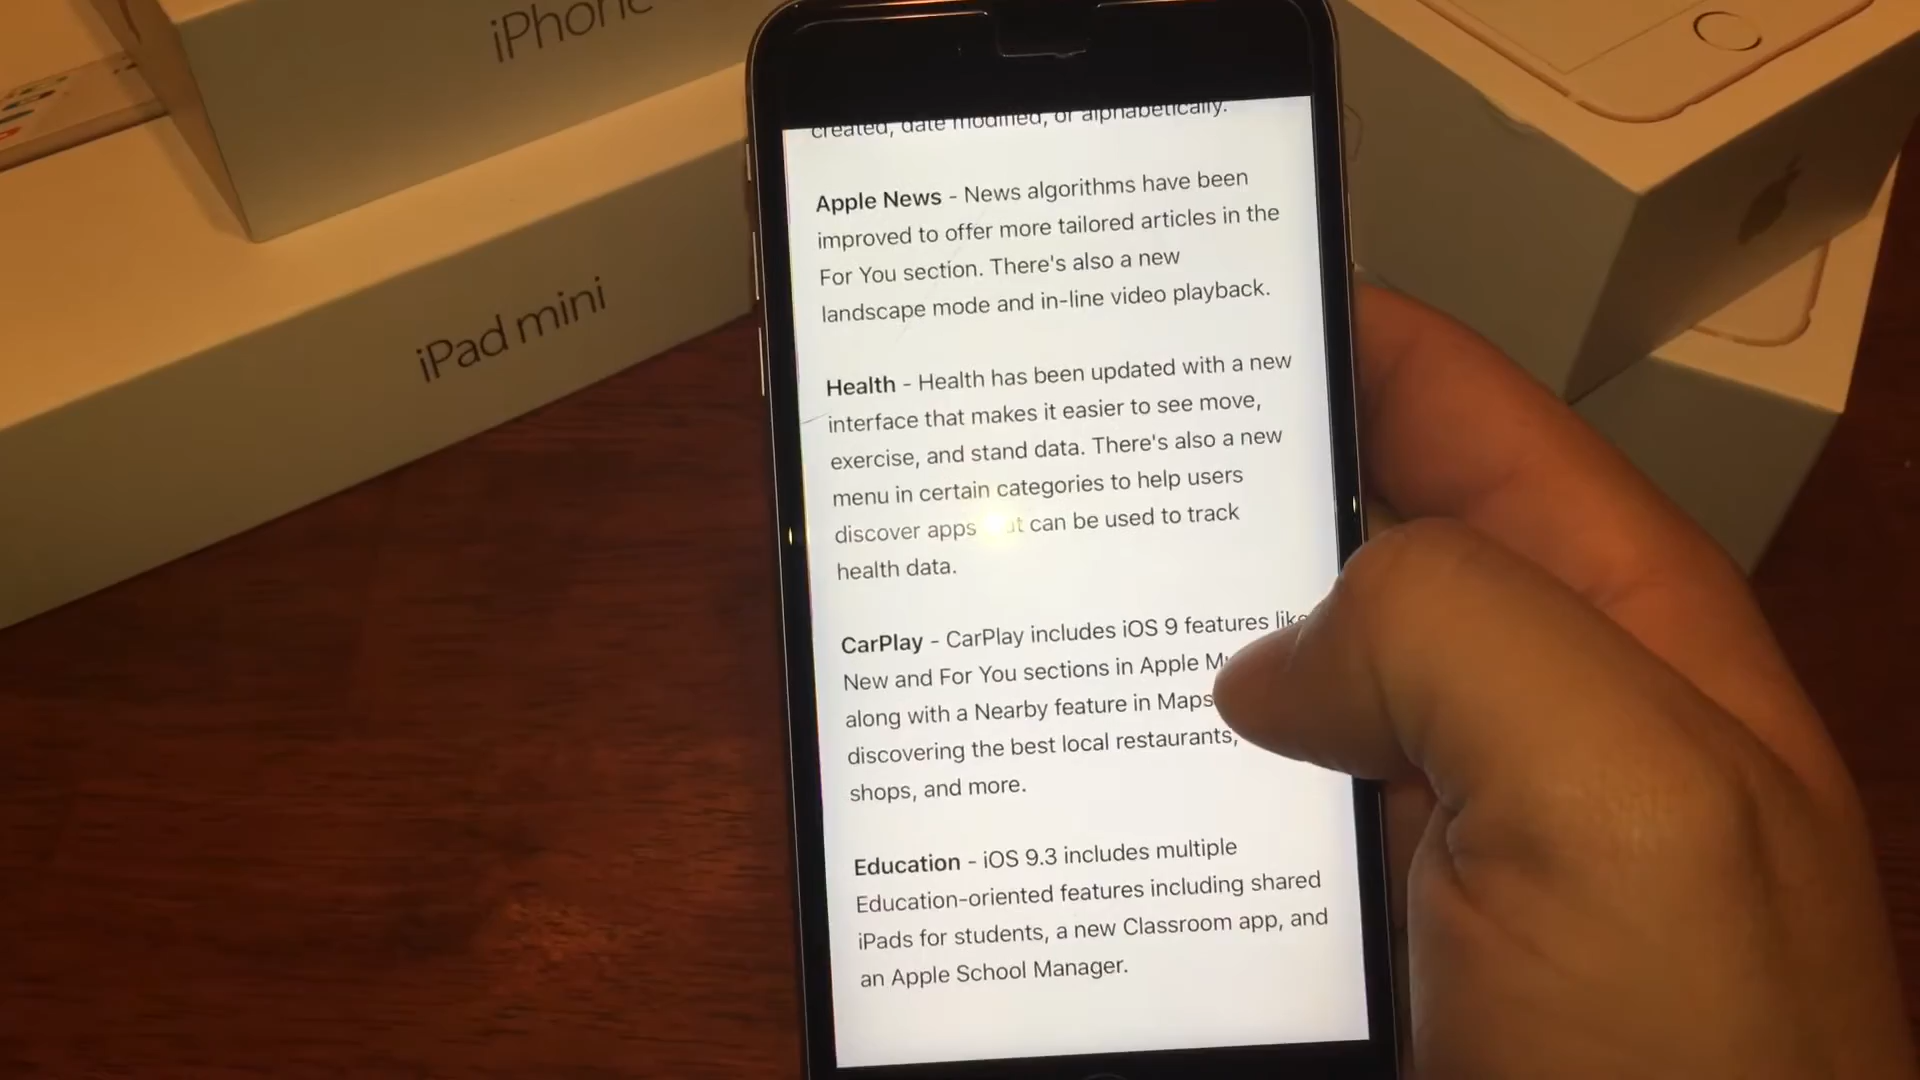 iPhone
iPad mini
created, date modified, or alphabetically.
Apple News - News algorithms have been
improved to offer more tailored articles in the
For You section. There's also a new
landscape mode and in-line video playback.
Health - Health has been updated with a new
interface that makes it easier to see move,
exercise, and stand data. There's also a new
menu in certain categories to help users
discover apps can be used to track
health data.
CarPlay - CarPlay includes iOS 9 features like
New and For You sections in Apple
along with a Nearby feature in Maps
discovering the best local restaurants,
shops, and more.
Education - iOS 9.3 includes multiple
Education-oriented features including shared
iPads for students, a new Classroom app, and
an Apple School Manager.